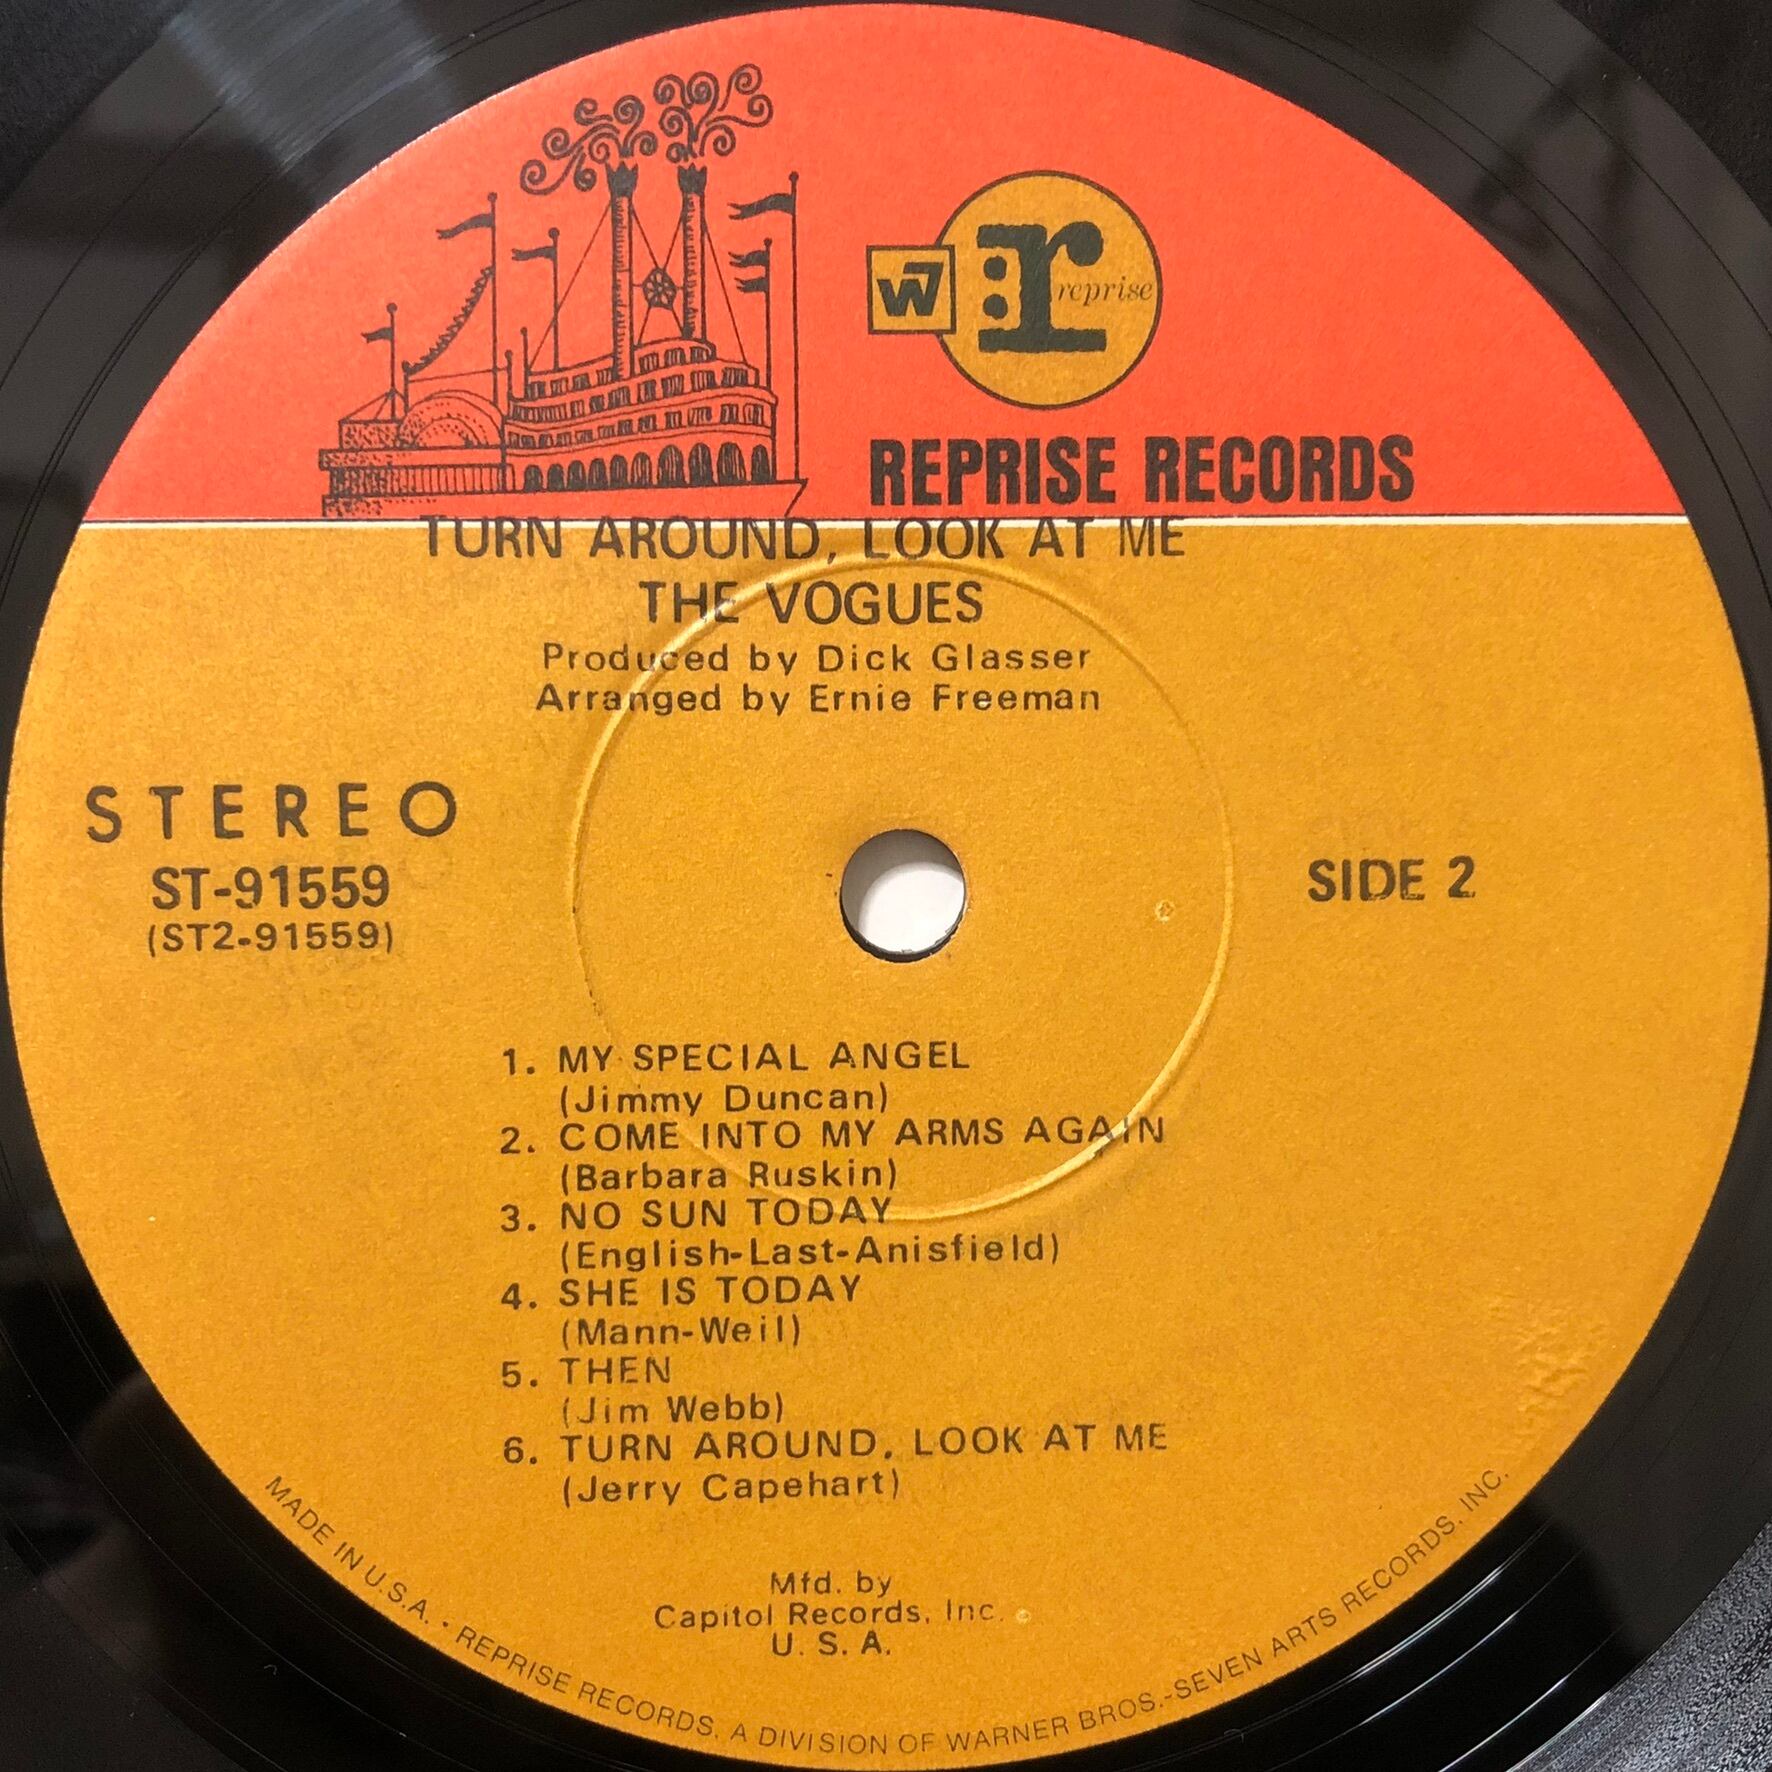 W7 r: reprise
REPRISE RECORDS
TURN AROUND, LOOK AT ME
THE VOGUES
Produced by Dick Glasser
Arranged by Ernie Freeman
STEREO
ST-91559
(ST2-91559)
SIDE 2
1. MY SPECIAL ANGEL
(Jimmy Duncan)
2. COME INTO MY ARMS AGAIN
(Barbara Ruskin)
3. NO SUN TODAY
(English-Last-Anisfield)
4. SHE IS TODAY
(Mann-Weil)
5. THEN
(Jim Webb)
6. TURN AROUND, LOOK AT ME
(Jerry Capehart)
Mfd. by
Capitol Records, Inc.
U. S. A.
MADE IN U.S.A. • REPRISE RECORDS, A DIVISION OF WARNER BROS.-SEVEN ARTS RECORDS, INC.